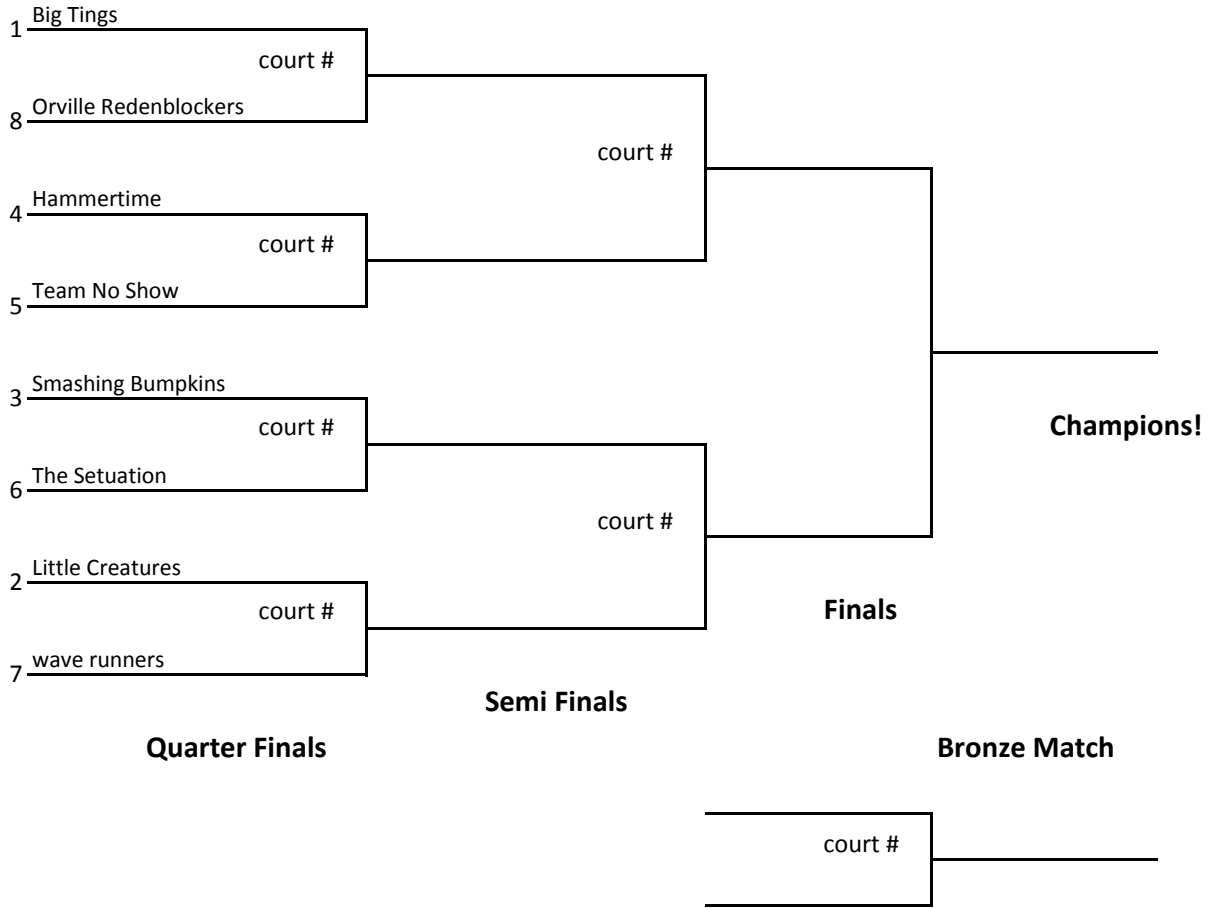 Big Tings
1
court #
Orville Redenblockers
8
court #
Hammertime
4
court #
Team No Show
5
Smashing Bumpkins
3
court #
Champions!
The Setuation
6
court #
Little Creatures
2
court #
Finals
wave runners
7
Semi Finals
Quarter Finals
Bronze Match
court #